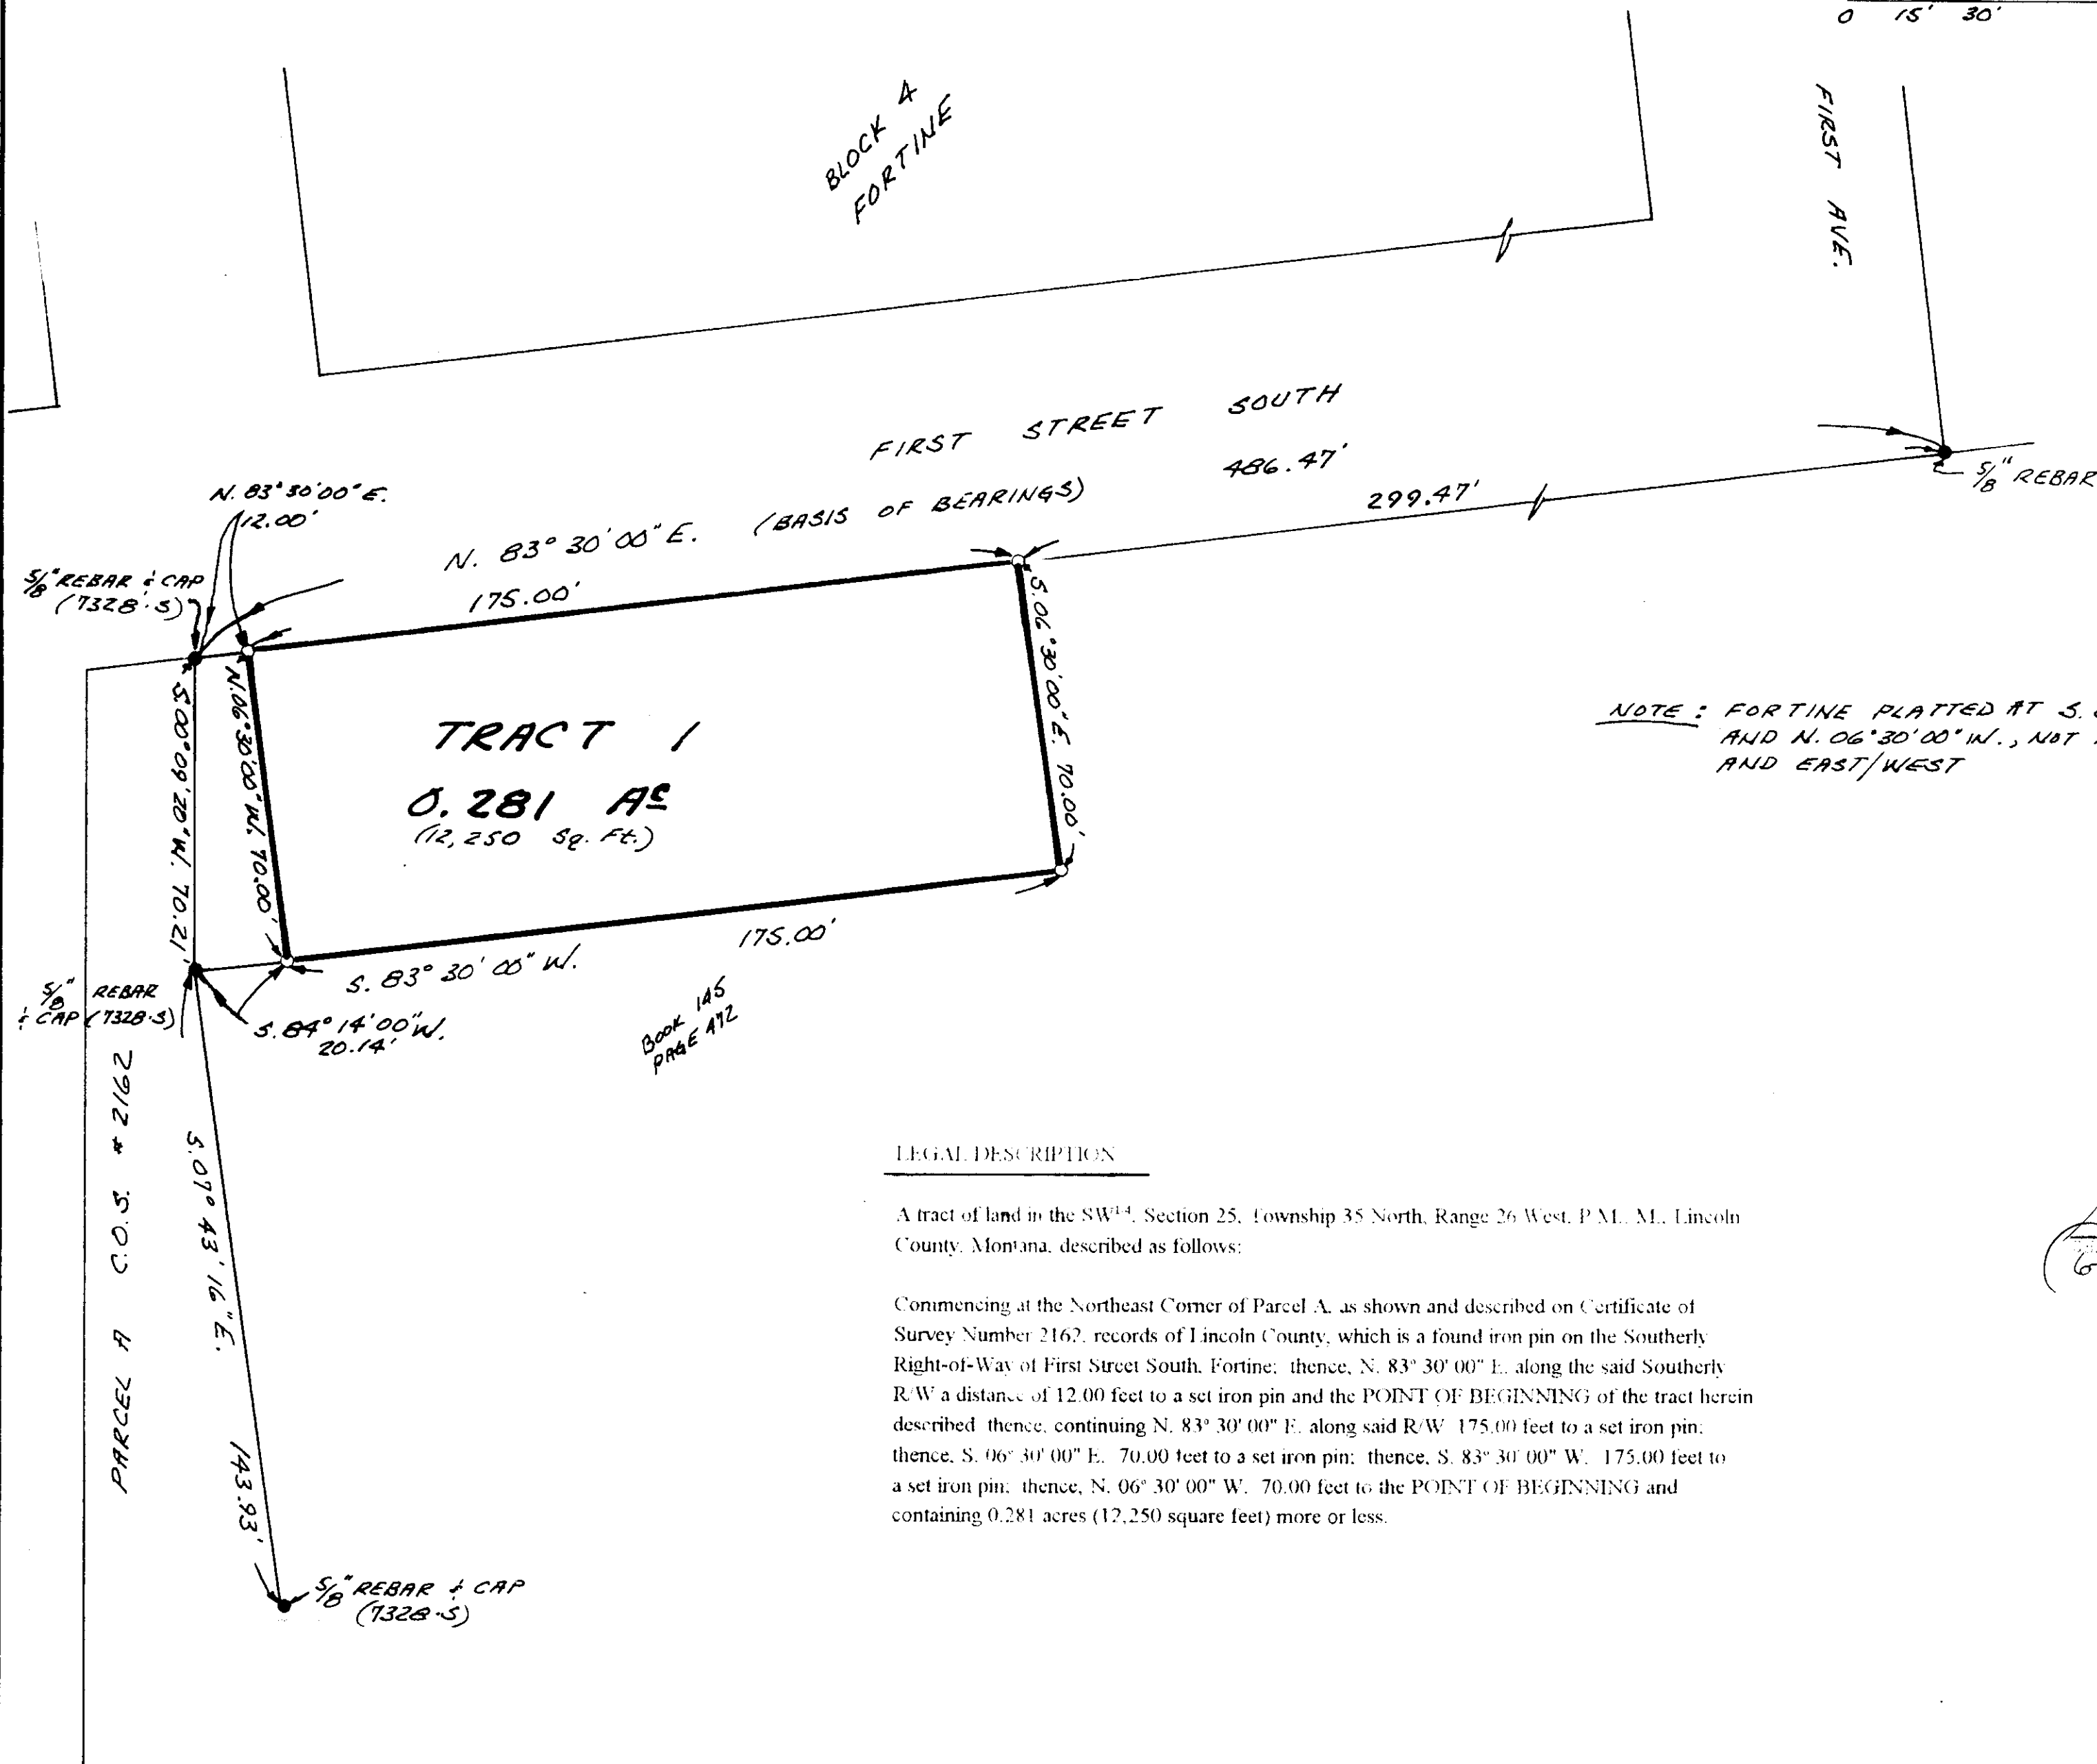 0 15' 30'
BLOCK 4
FORTINE
FIRST AVE.
FIRST STREET SOUTH
486.47'
N. 83° 30' 00" E. (BASIS OF BEARINGS)
299.47'
5/8" REBAR
N. 83° 30' 00" E.
12.00'
5/8" REBAR & CAP
(7328-S)
175.00'
S. 06° 30' 00" E. 70.00'
S. 00° 09' 20" W. 70.21'
N. 06° 30' 00" W. 70.00'
TRACT 1
0.281 Ac
(12,250 Sq. Ft.)
NOTE : FORTINE PLATTED AT S.
AND N. 06° 30' 00" W., NOT
AND EAST/WEST
175.00'
S. 83° 30' 00" W.
5/8" REBAR
& CAP (7328-S)
S. 84° 14' 00" W.
20.14'
BOOK 145
PAGE 472
PARCEL A C.O.S. # 2162
S. 07° 43' 16" E. 143.93'
5/8" REBAR & CAP
(7328-S)
LEGAL DESCRIPTION
A tract of land in the SW1/4, Section 25, Township 35 North, Range 26 West, P.M., M., Lincoln
County, Montana, described as follows:
Commencing at the Northeast Corner of Parcel A, as shown and described on Certificate of
Survey Number 2162, records of Lincoln County, which is a found iron pin on the Southerly
Right-of-Way of First Street South, Fortine; thence, N. 83° 30' 00" E. along the said Southerly
R/W a distance of 12.00 feet to a set iron pin and the POINT OF BEGINNING of the tract herein
described thence, continuing N. 83° 30' 00" E. along said R/W 175.00 feet to a set iron pin;
thence, S. 06° 30' 00" E. 70.00 feet to a set iron pin; thence, S. 83° 30' 00" W. 175.00 feet to
a set iron pin; thence, N. 06° 30' 00" W. 70.00 feet to the POINT OF BEGINNING and
containing 0.281 acres (12,250 square feet) more or less.